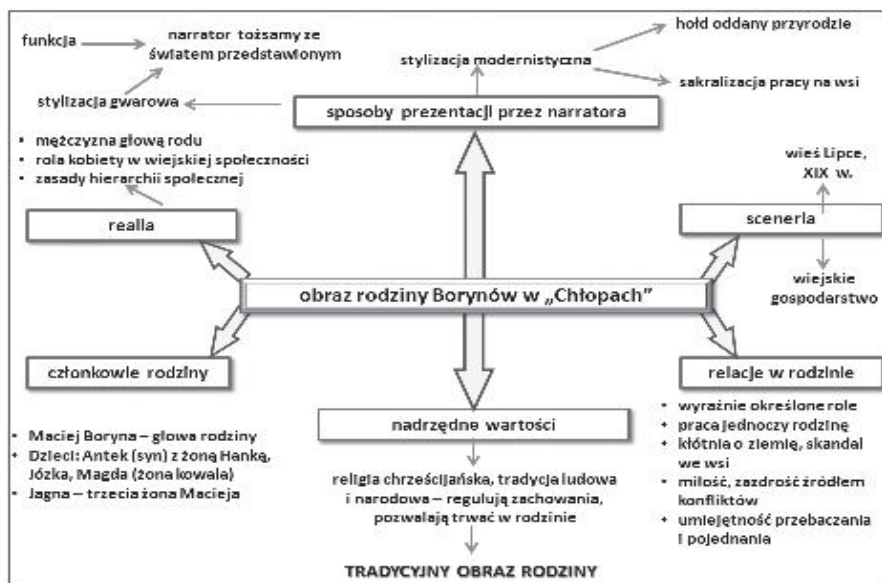 funkcja
narrator tożsamy ze
światem przedstawionym
stylizacja gwarowa
stylizacja modernistyczna
hołd oddany przyrodzie
sakralizacja pracy na wsi
sposoby prezentacji przez narratora
• mężczyzna głową rodu
• rola kobiety w wiejskiej społeczności
• zasady hierarchii społecznej
realia
wieś Lipce,
XIX w.
sceneria
wiejskie
gospodarstwo
obraz rodziny Borynów w „Chłopach”
członkowie rodziny
• Maciej Boryna – głowa rodziny
• Dzieci: Antek (syn) z żoną Hanką,
Józka, Magda (żona kowala)
• Jagna – trzecia żona Macieja
nadrzędne wartości
religia chrześcijańska, tradycja ludowa
i narodowa – regulują zachowania,
pozwalają trwać w rodzinie
TRADYCYJNY OBRAZ RODZINY
relacje w rodzinie
• wyraźnie określone role
• praca jednoczy rodzinę
• kłótnia o ziemię, skandal
we wsi
• miłość, zazdrość źródłem
konfliktów
• umiejętność przebaczania
i pojednania